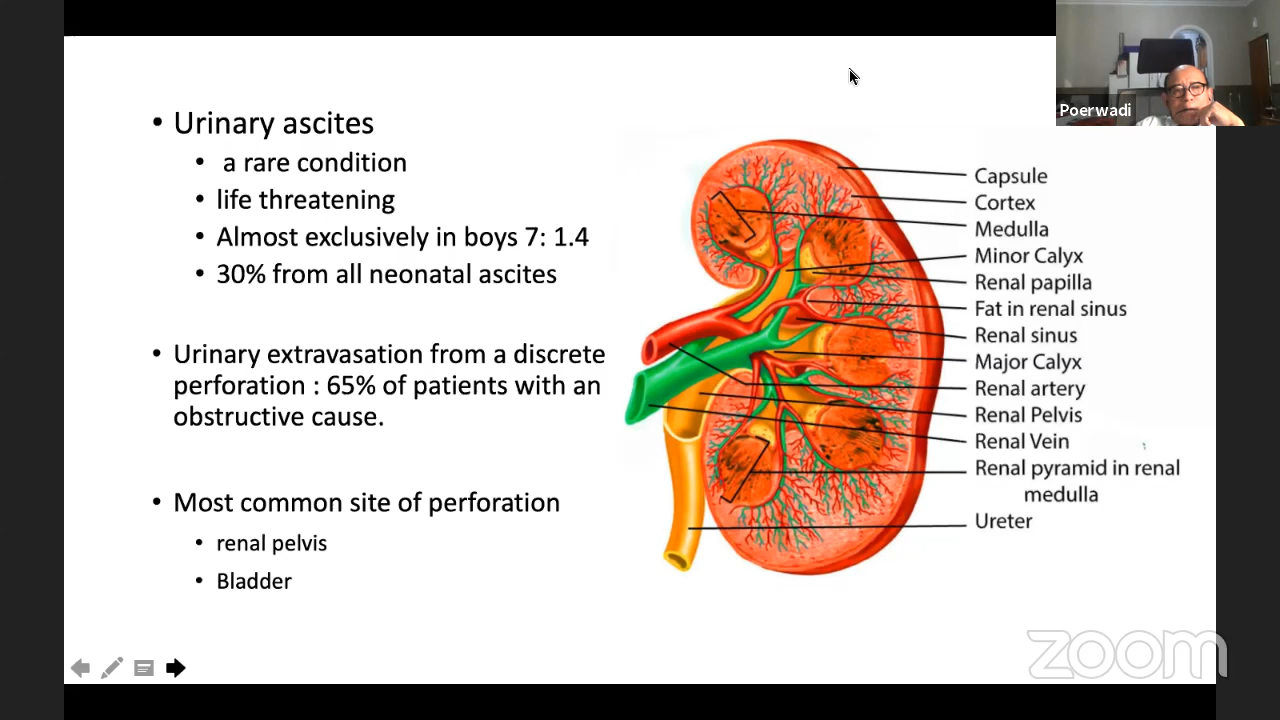 • Urinary ascites
• a rare condition
• life threatening
• Almost exclusively in boys 7: 1.4
• 30% from all neonatal ascites
• Urinary extravasation from a discrete
perforation : 65% of patients with an
obstructive cause.
• Most common site of perforation
• renal pelvis
• Bladder
Capsule
Cortex
Medulla
Minor Calyx
Renal papilla
Fat in renal sinus
Renal sinus
Major Calyx
Renal artery
Renal Pelvis
Renal Vein
Renal pyramid in renal
medulla
Ureter
Poerwadi
zoom